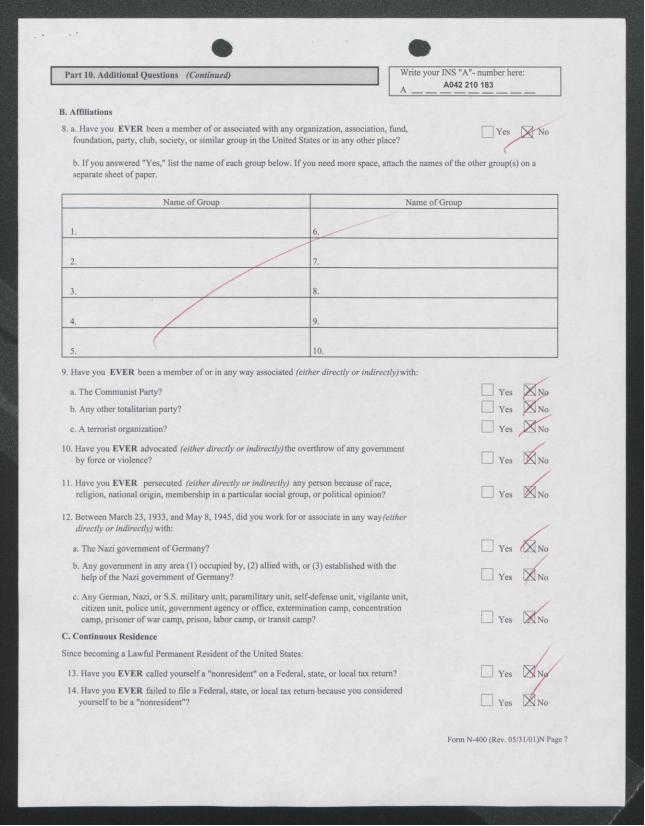 Part 10. Additional Questions (Continued)
Write your INS "A"- number here:
A A042 210 183
B. Affiliations
8. a. Have you EVER been a member of or associated with any organization, association, fund,
foundation, party, club, society, or similar group in the United States or in any other place?
Yes No
b. If you answered "Yes," list the name of each group below. If you need more space, attach the names of the other group(s) on a
separate sheet of paper.
Name of Group Name of Group
1. 6.
2. 7.
3. 8.
4. 9.
5. 10.
9. Have you EVER been a member of or in any way associated (either directly or indirectly) with:
a. The Communist Party? Yes No
b. Any other totalitarian party? Yes No
c. A terrorist organization? Yes No
10. Have you EVER advocated (either directly or indirectly) the overthrow of any government
by force or violence? Yes No
11. Have you EVER persecuted (either directly or indirectly) any person because of race,
religion, national origin, membership in a particular social group, or political opinion? Yes No
12. Between March 23, 1933, and May 8, 1945, did you work for or associate in any way (either
directly or indirectly) with:
a. The Nazi government of Germany? Yes No
b. Any government in any area (1) occupied by, (2) allied with, or (3) established with the
help of the Nazi government of Germany? Yes No
c. Any German, Nazi, or S.S. military unit, paramilitary unit, self-defense unit, vigilante unit,
citizen unit, police unit, government agency or office, extermination camp, concentration
camp, prisoner of war camp, prison, labor camp, or transit camp? Yes No
C. Continuous Residence
Since becoming a Lawful Permanent Resident of the United States:
13. Have you EVER called yourself a "nonresident" on a Federal, state, or local tax return? Yes No
14. Have you EVER failed to file a Federal, state, or local tax return because you considered
yourself to be a "nonresident"? Yes No
Form N-400 (Rev. 05/31/01)N Page 7